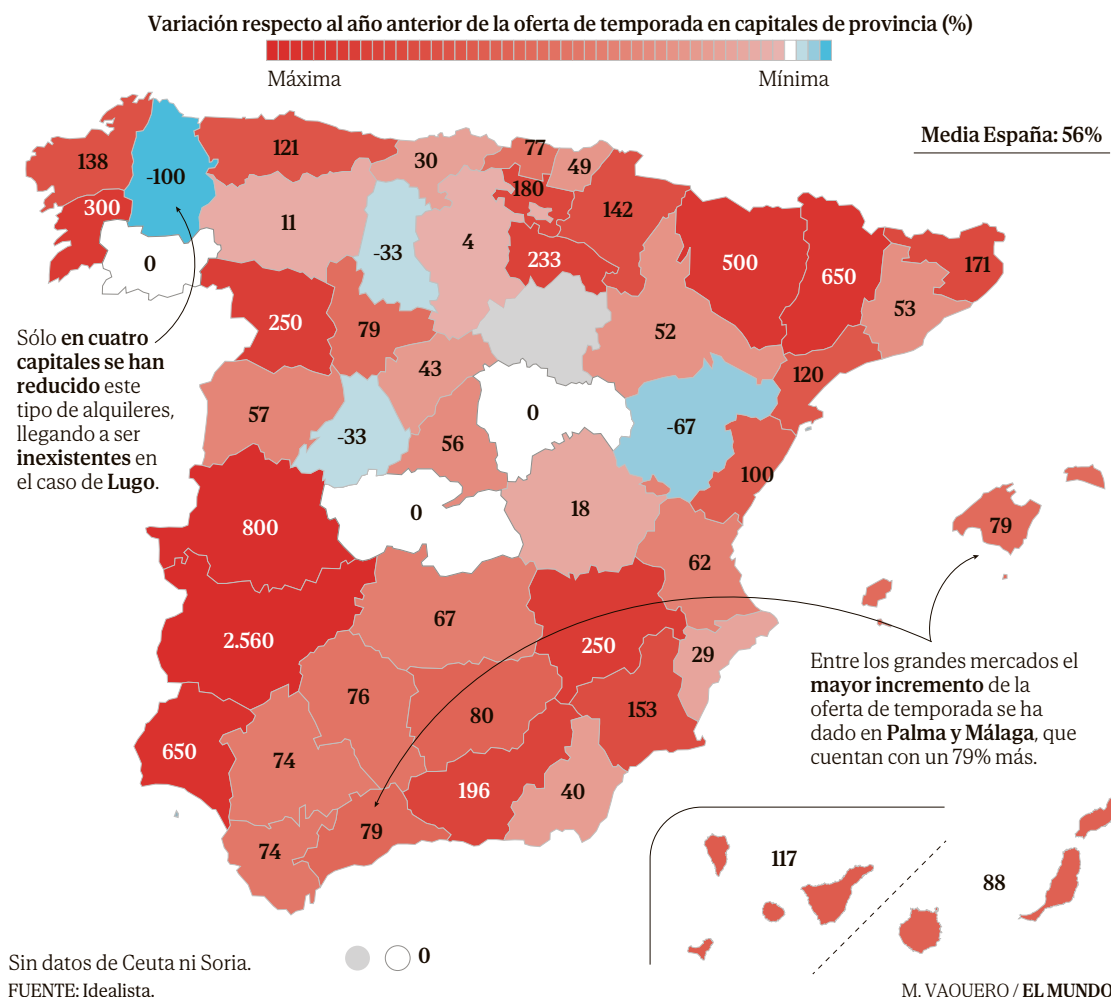 Variación respecto al año anterior de la oferta de temporada en capitales de provincia (%)
Máxima
Mínima
Media España: 56%
138
-100
121
30
77
49
180
142
300
0
11
-33
4
233
500
650
171
53
250
79
52
120
Sólo en cuatro
capitales se han
reducido este
tipo de alquileres,
llegando a ser
inexistentes en
el caso de Lugo.
43
57
-33
56
0
-67
100
800
0
18
62
79
2.560
67
250
29
Entre los grandes mercados el
mayor incremento de la
oferta de temporada se ha
dado en Palma y Málaga, que
cuentan con un 79% más.
76
80
153
650
74
196
40
79
74
117
88
Sin datos de Ceuta ni Soria.
0
FUENTE: Idealista.
M. VAQUERO / EL MUNDO